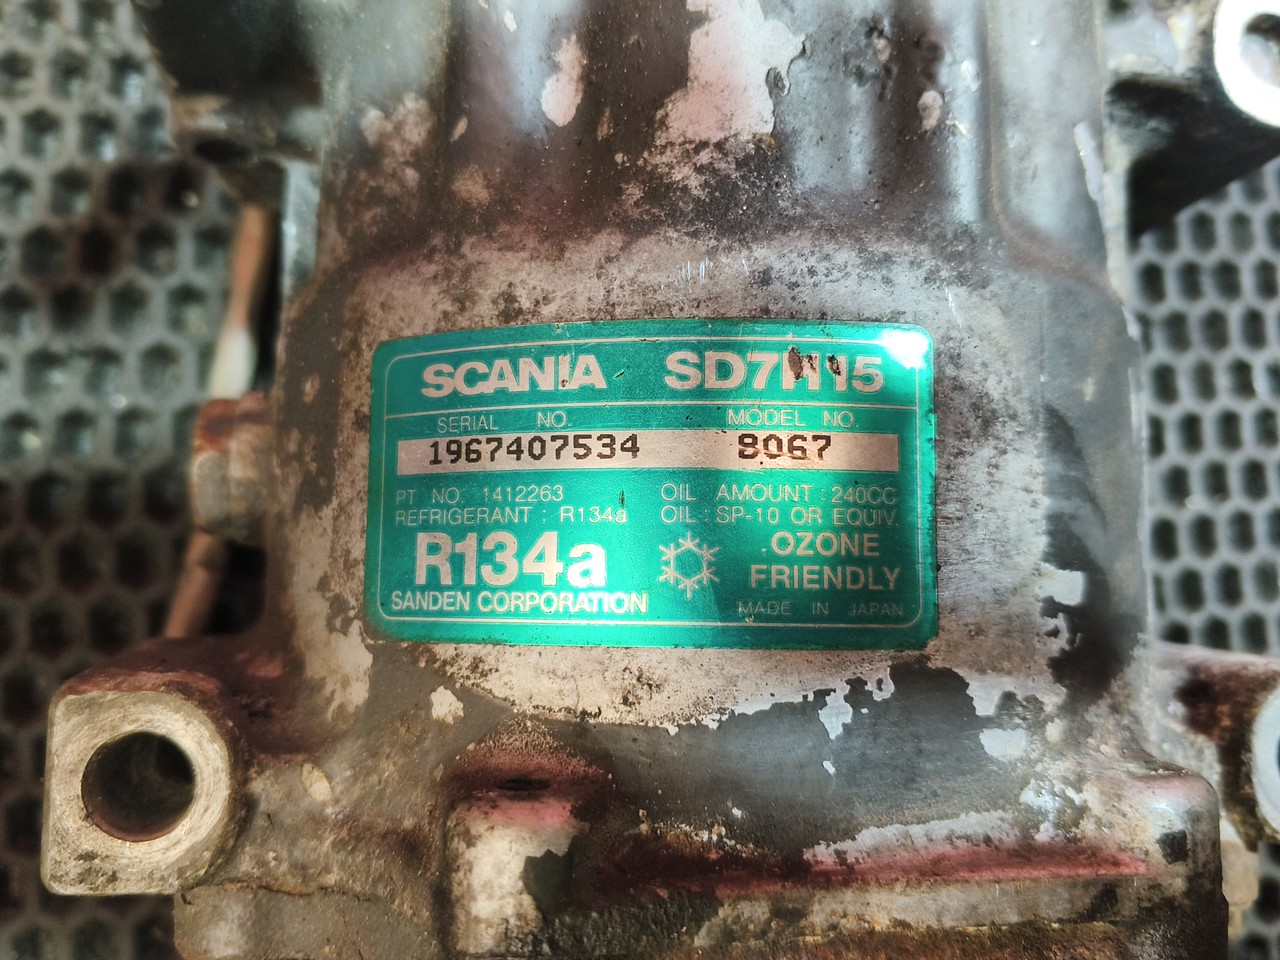 SCANIA SD7H15
SERIAL NO. MODEL NO.
1967407534 8067
PT NO. 1412263 OIL AMOUNT : 240CC
REFRIGERANT : R134a OIL : SP-10 OR EQUIV.
R134a OZONE
FRIENDLY
SANDEN CORPORATION MADE IN JAPAN